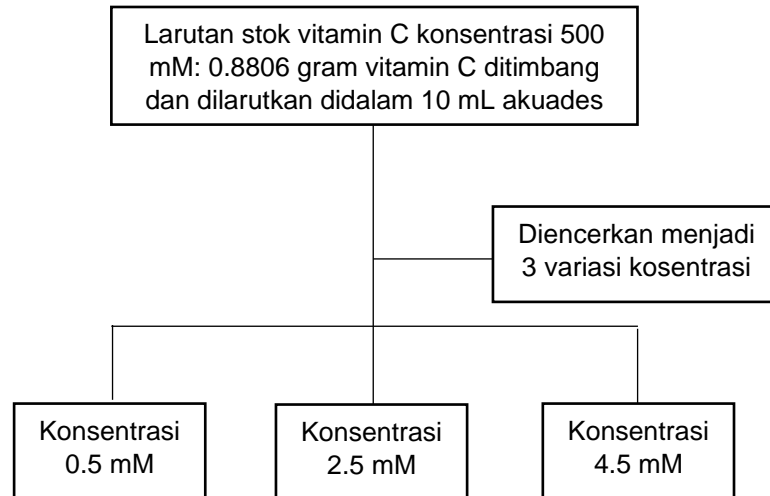 Larutan stok vitamin C konsentrasi 500
mM: 0.8806 gram vitamin C ditimbang
dan dilarutkan didalam 10 mL akuades
Diencerkan menjadi
3 variasi kosentrasi
Konsentrasi
0.5 mM
Konsentrasi
2.5 mM
Konsentrasi
4.5 mM